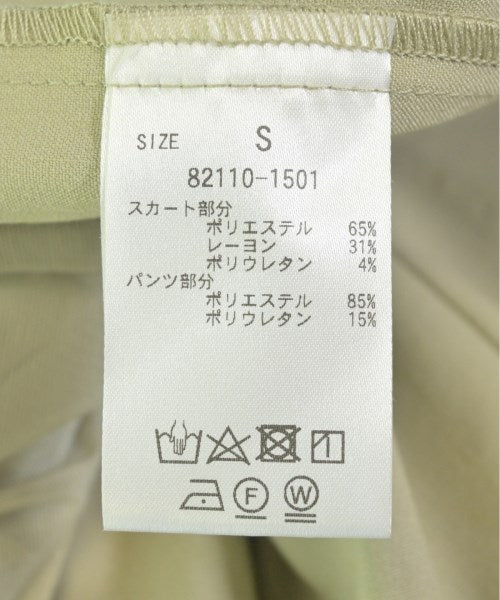 SIZE S
82110-1501
スカート部分
ポリエステル 65%
レーヨン 31%
ポリウレタン 4%
パンツ部分
ポリエステル 85%
ポリウレタン 15%
F W